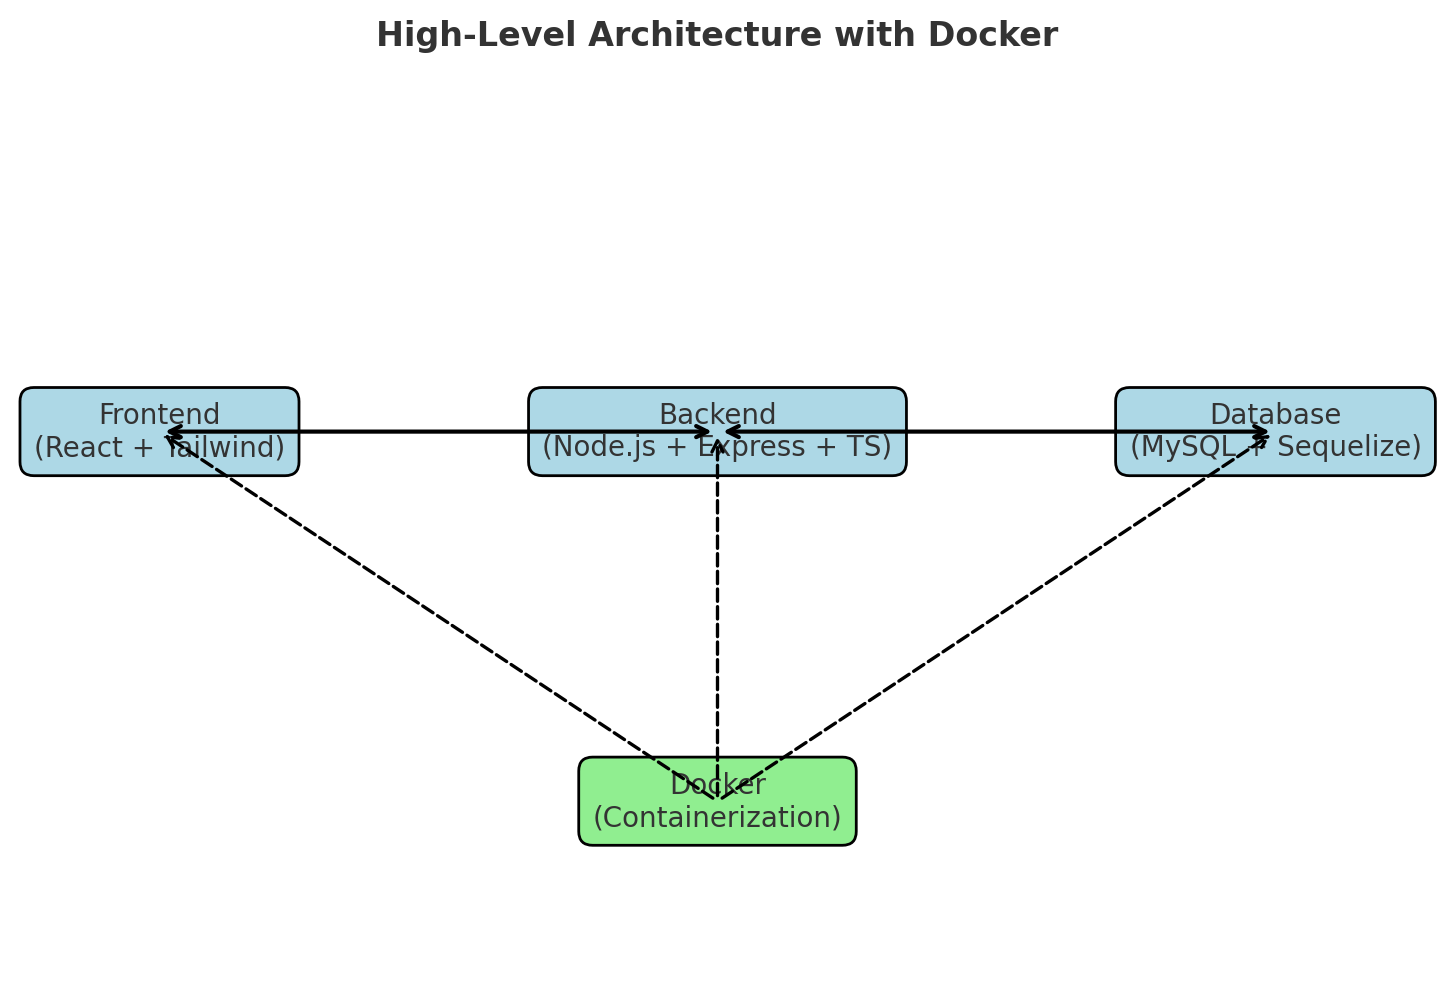 High-Level Architecture with Docker
Frontend
(React + Tailwind)
Backend
(Node.js + Express + TS)
Database
(MySQL + Sequelize)
Docker
(Containerization)